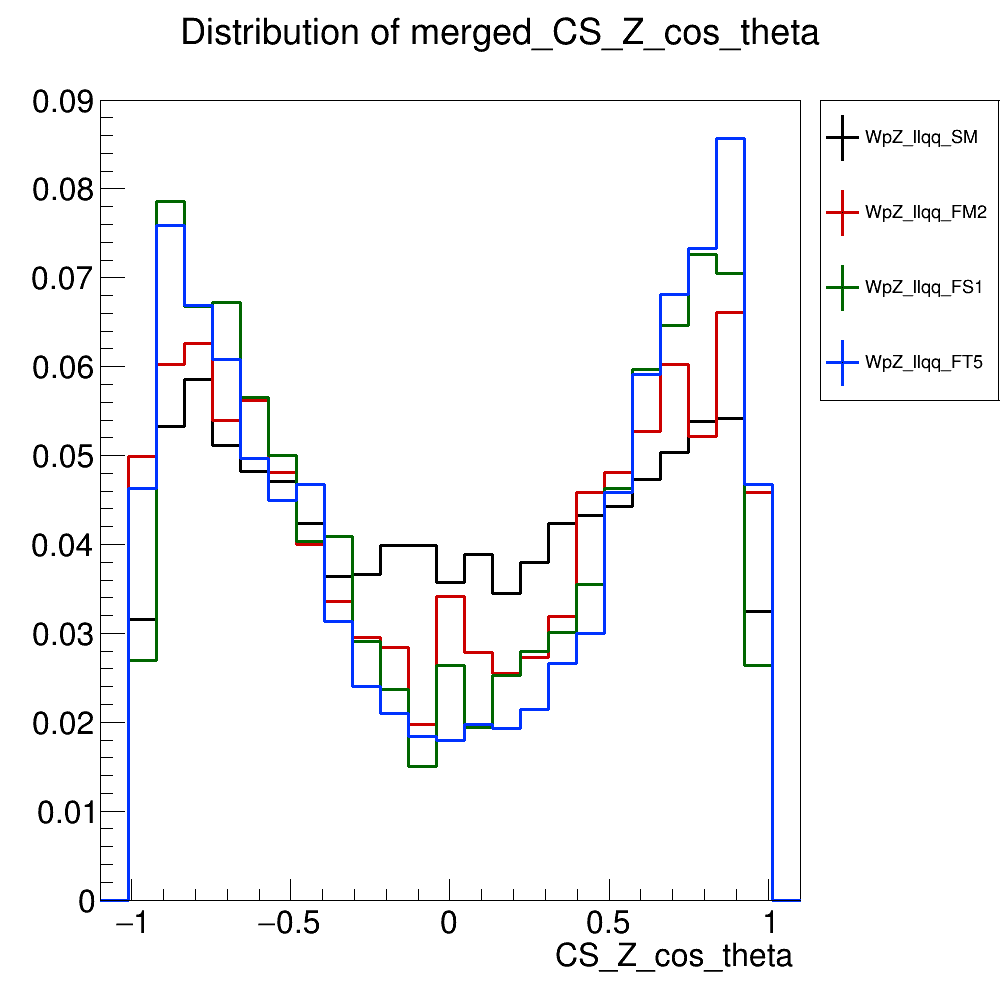 Distribution of merged_CS_Z_cos_theta
0.09
0.08
0.07
0.06
0.05
0.04
0.03
0.02
0.01
0
−1
−0.5
0
0.5
1
CS_Z_cos_theta
WpZ_llqq_SM
WpZ_llqq_FM2
WpZ_llqq_FS1
WpZ_llqq_FT5